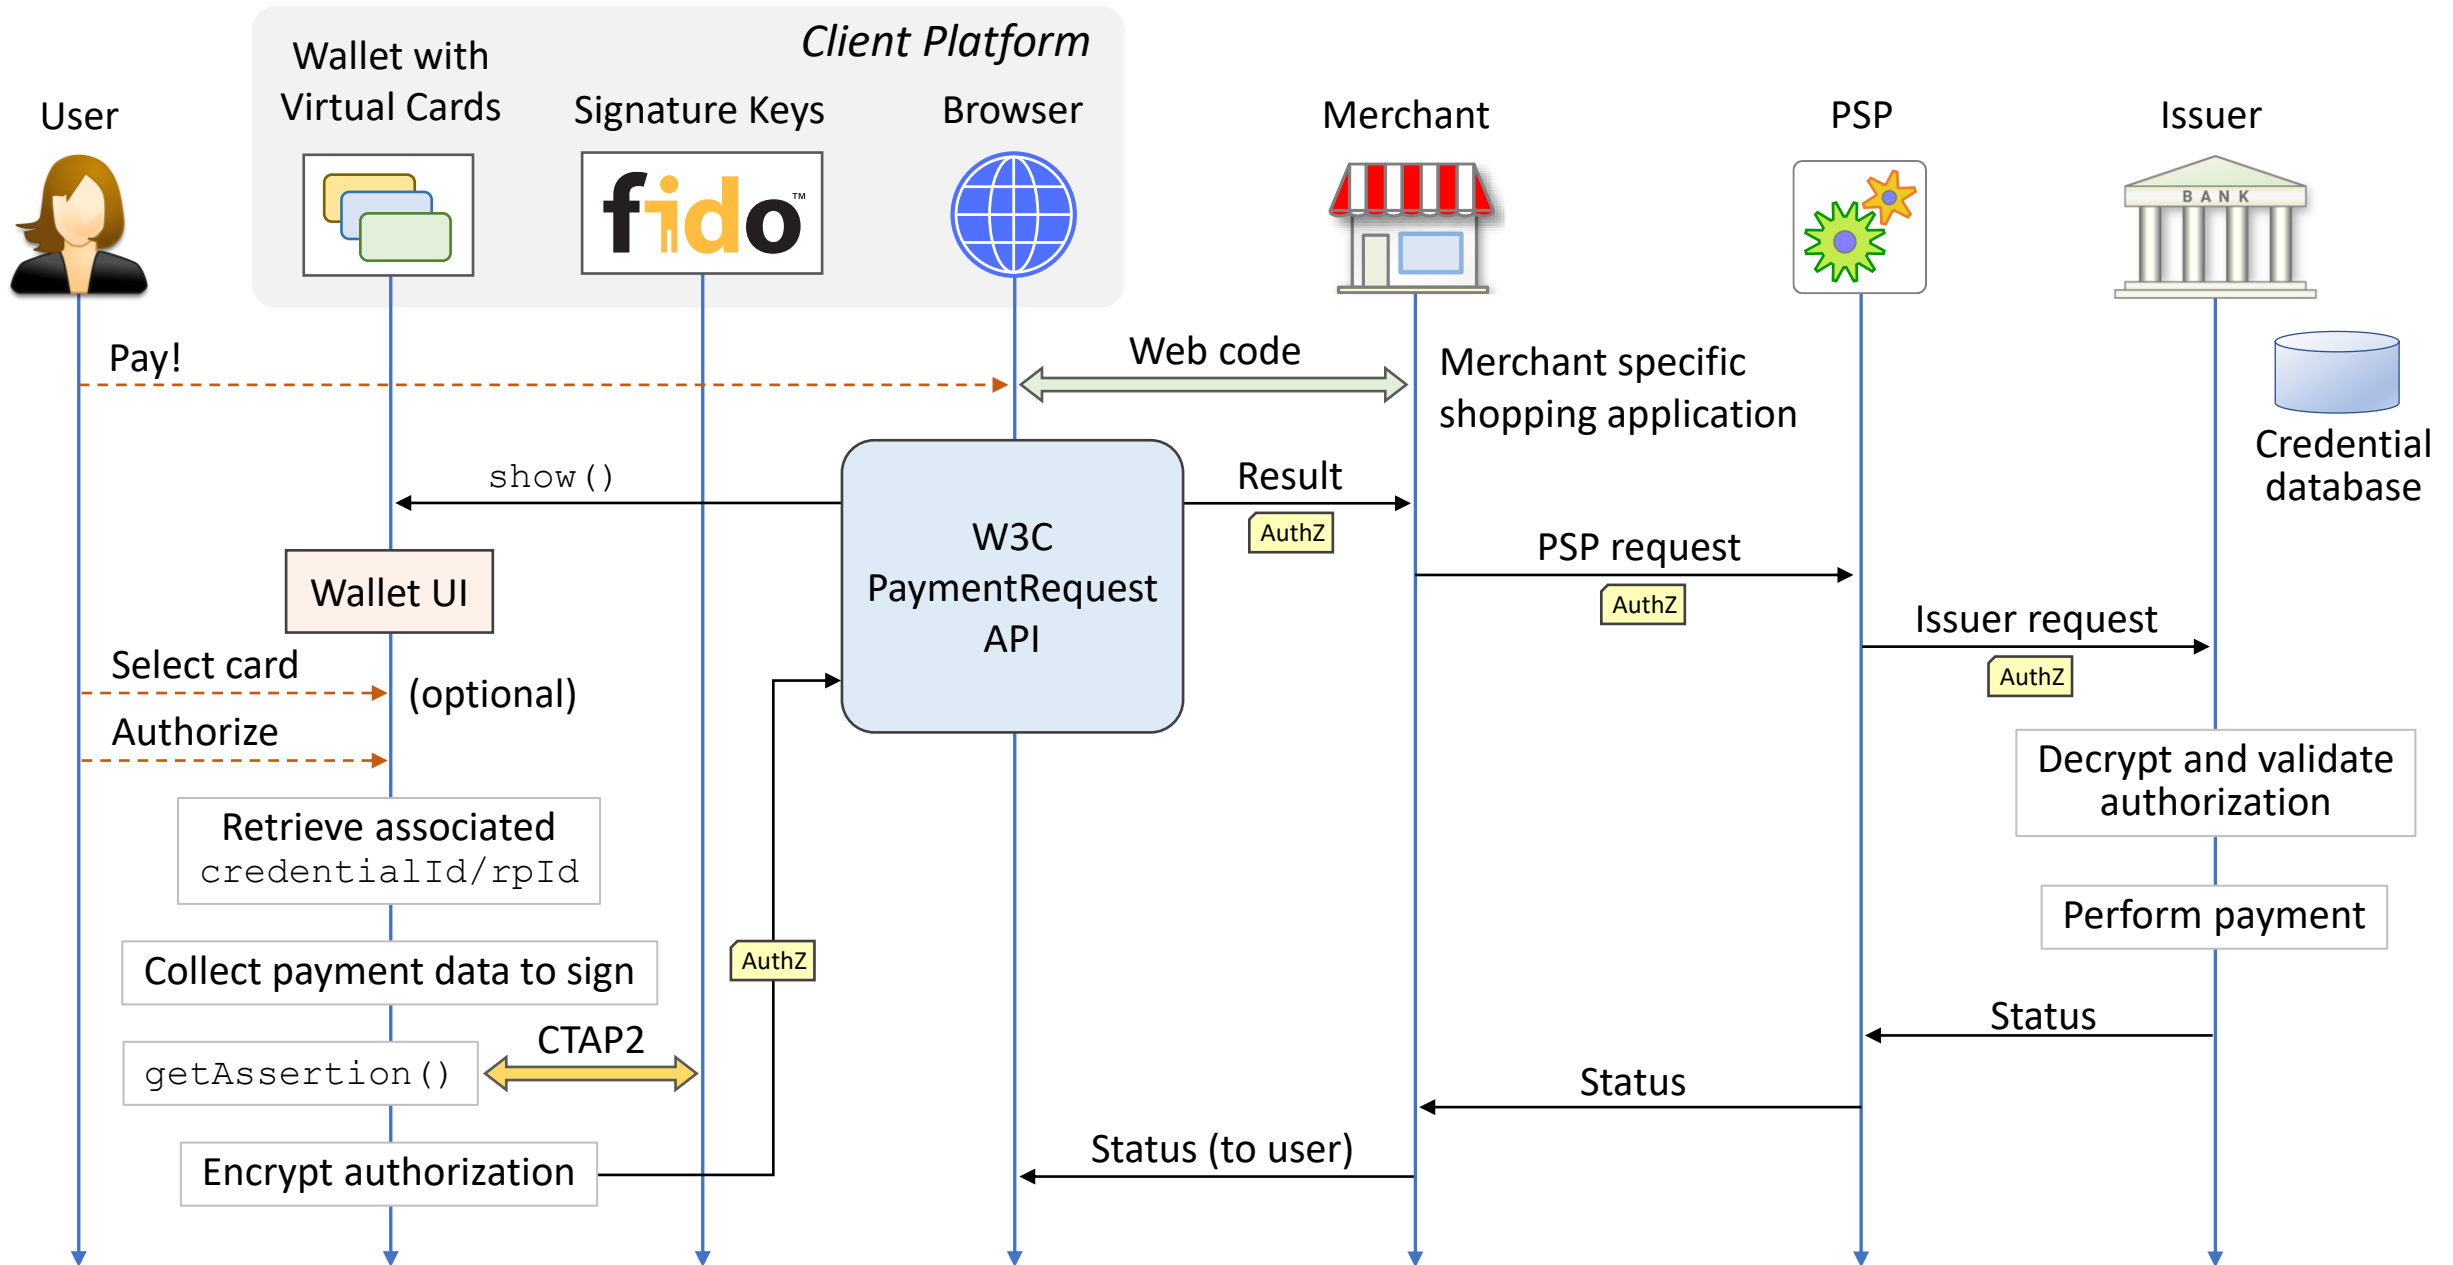 Client Platform
Wallet with
Virtual Cards
User
Signature Keys
Browser
Merchant
PSP
Issuer
fido™
BANK
Pay!
Web code
Merchant specific
shopping application
Credential
database
show()
Result
AuthZ
W3C
PaymentRequest
API
PSP request
AuthZ
Wallet UI
Issuer request
AuthZ
Select card
(optional)
Authorize
Decrypt and validate
authorization
Retrieve associated
credentialId/rpId
Perform payment
Collect payment data to sign
AuthZ
Status
CTAP2
getAssertion()
Status
Status (to user)
Encrypt authorization